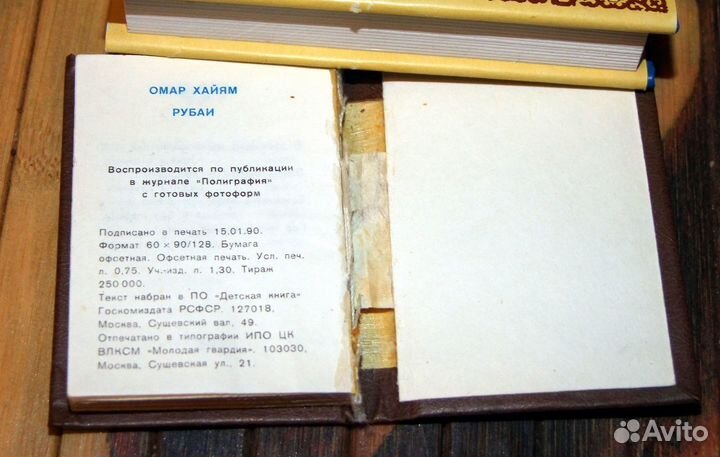 ОМАР ХАЙЯМ
РУБАИ
Воспроизводится по публикации
в журнале «Полиграфия»
с готовых фотоформ
Подписано в печать 15.01.90.
Формат 60 × 90/128. Бумага
офсетная. Офсетная печать. Усл. печ.
л. 0,75. Уч.-изд. л. 1,30. Тираж
250 000.
Текст набран в ПО «Детская книга»
Госкомиздата РСФСР. 127018,
Москва, Сущевский вал, 49.
Отпечатано в типографии ИПО ЦК
ВЛКСМ «Молодая гвардия». 103030,
Москва, Сущевская ул., 21.
Avito